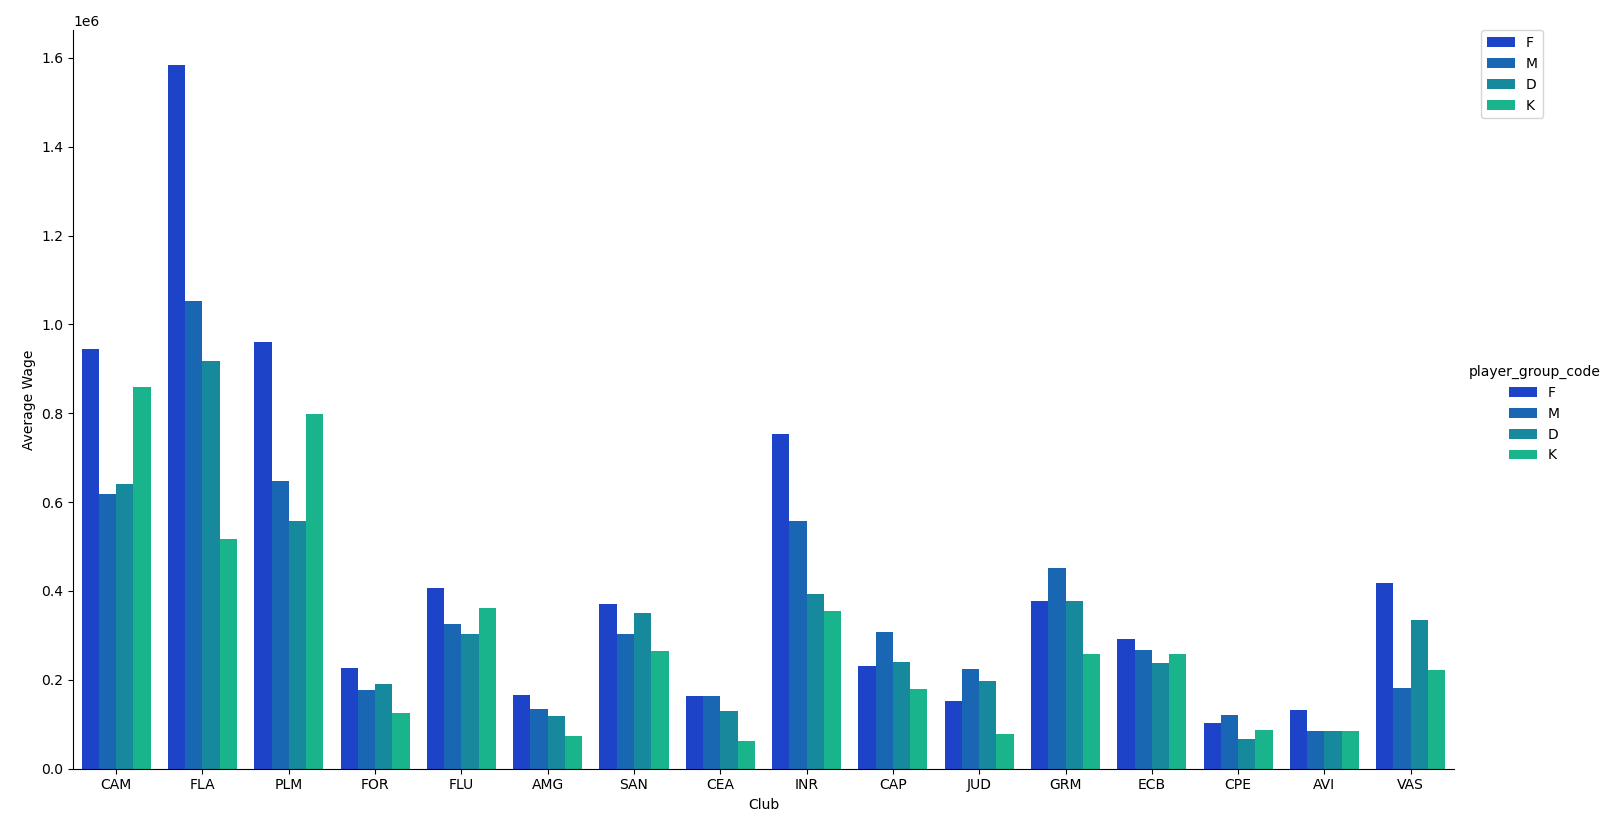 1e6
1.6
1.4
1.2
1.0
0.8
0.6
0.4
0.2
0.0
Average Wage
CAM FLA PLM FOR FLU AMG SAN CEA INR CAP JUD GRM ECB CPE AVI VAS
Club
F
M
D
K
player_group_code
F
M
D
K